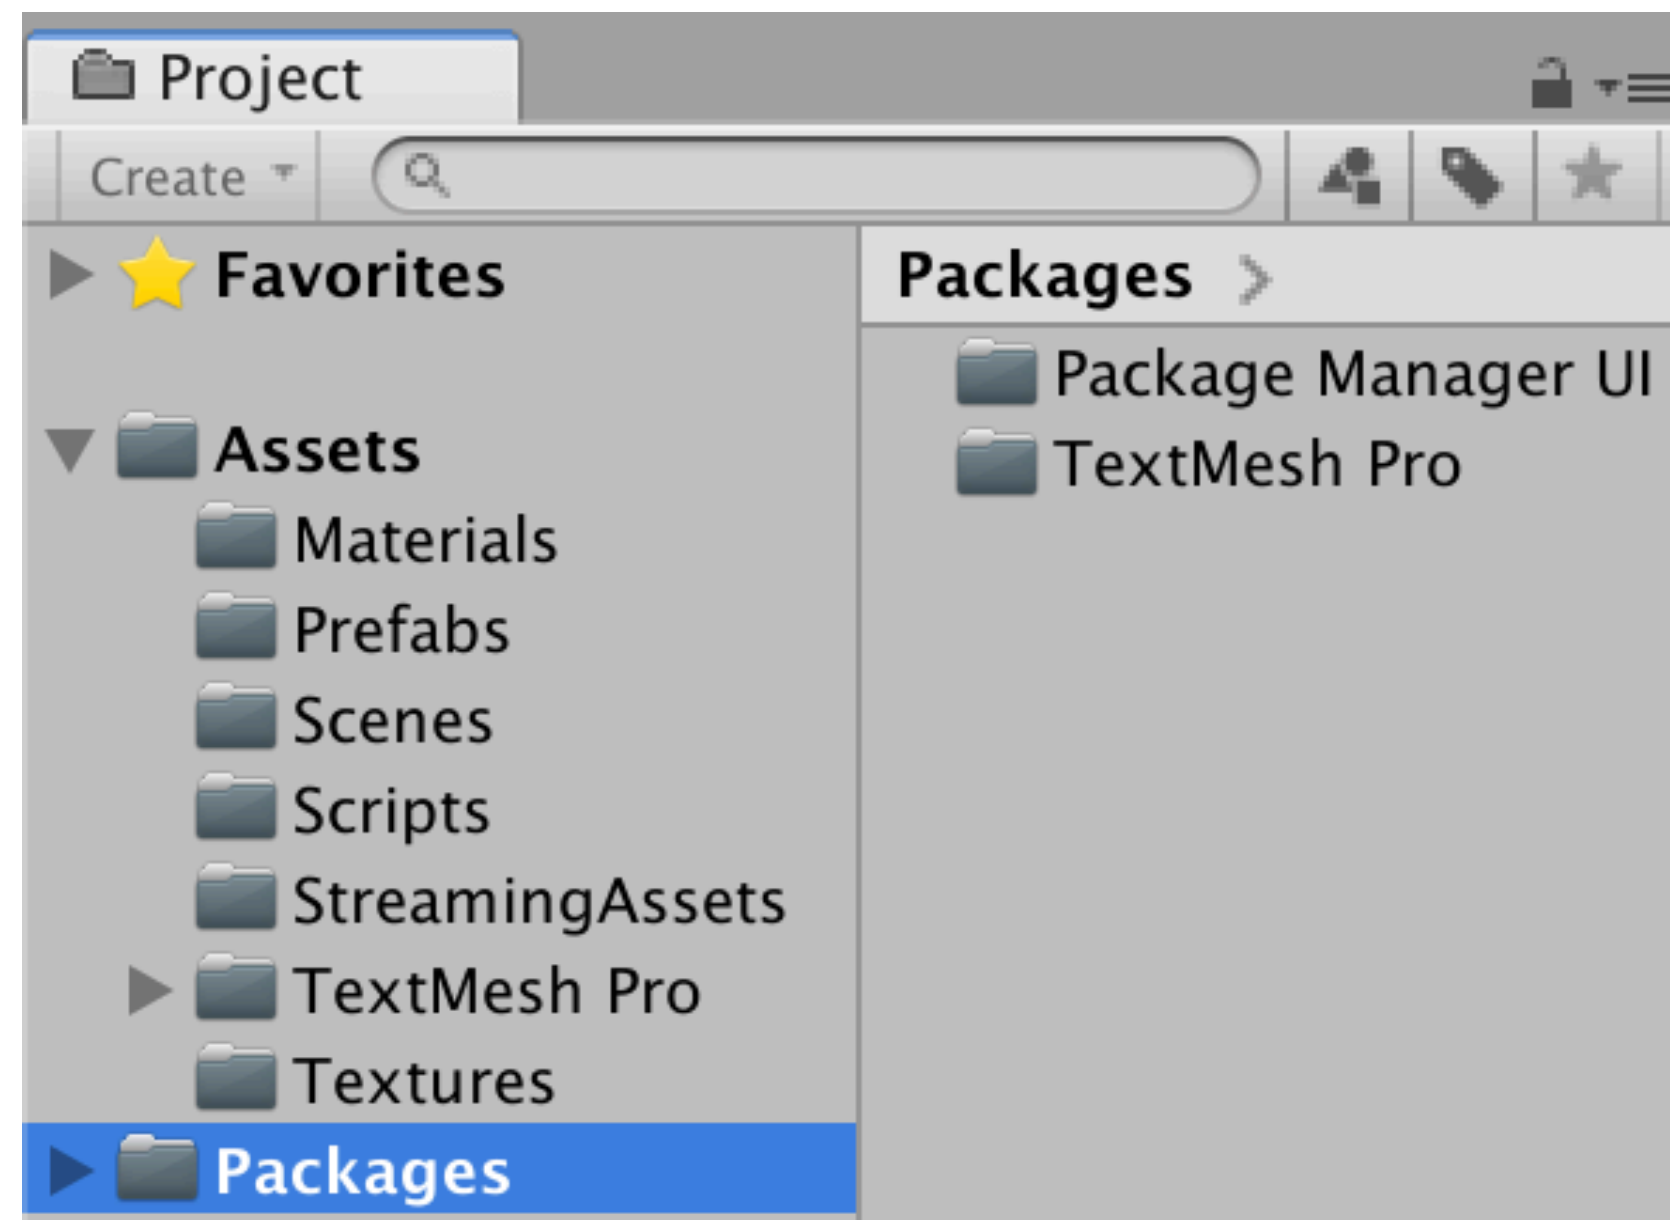 Project
Create
Favorites
Assets
Materials
Prefabs
Scenes
Scripts
StreamingAssets
TextMesh Pro
Textures
Packages
Packages
Package Manager UI
TextMesh Pro